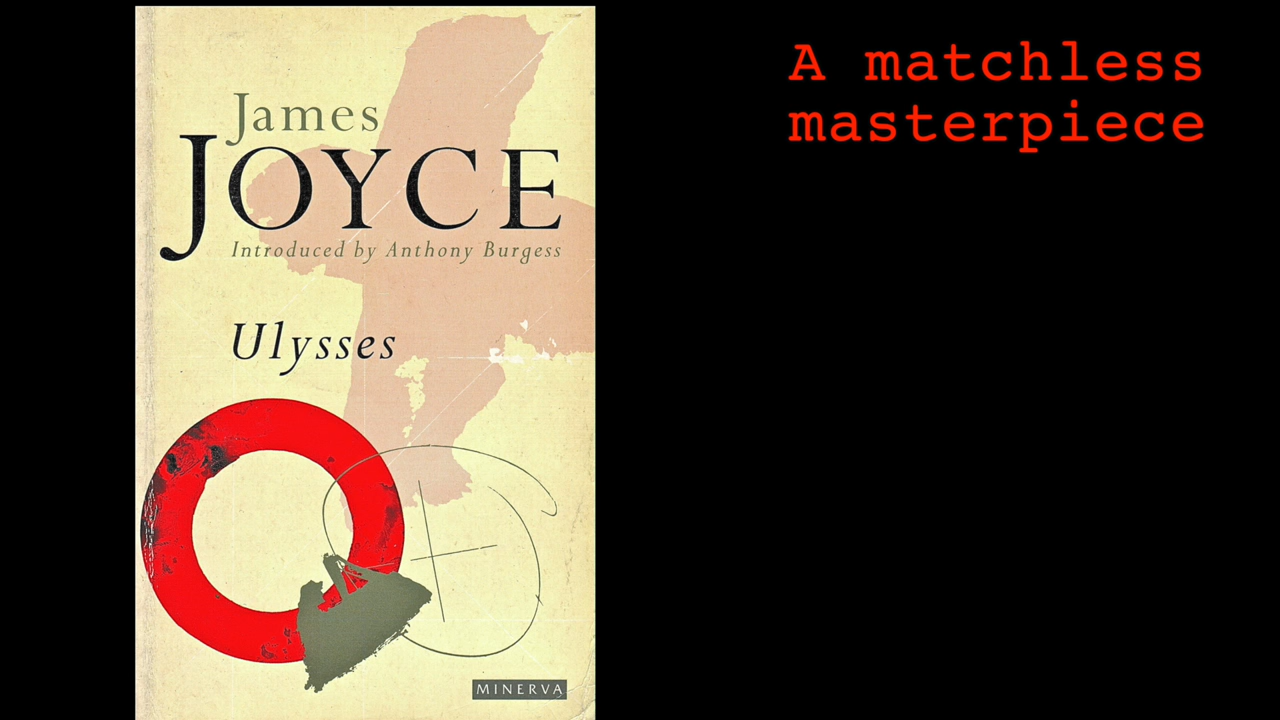 James
JOYCE
Introduced by Anthony Burgess
Ulysses
MINERVA
A matchless
masterpiece